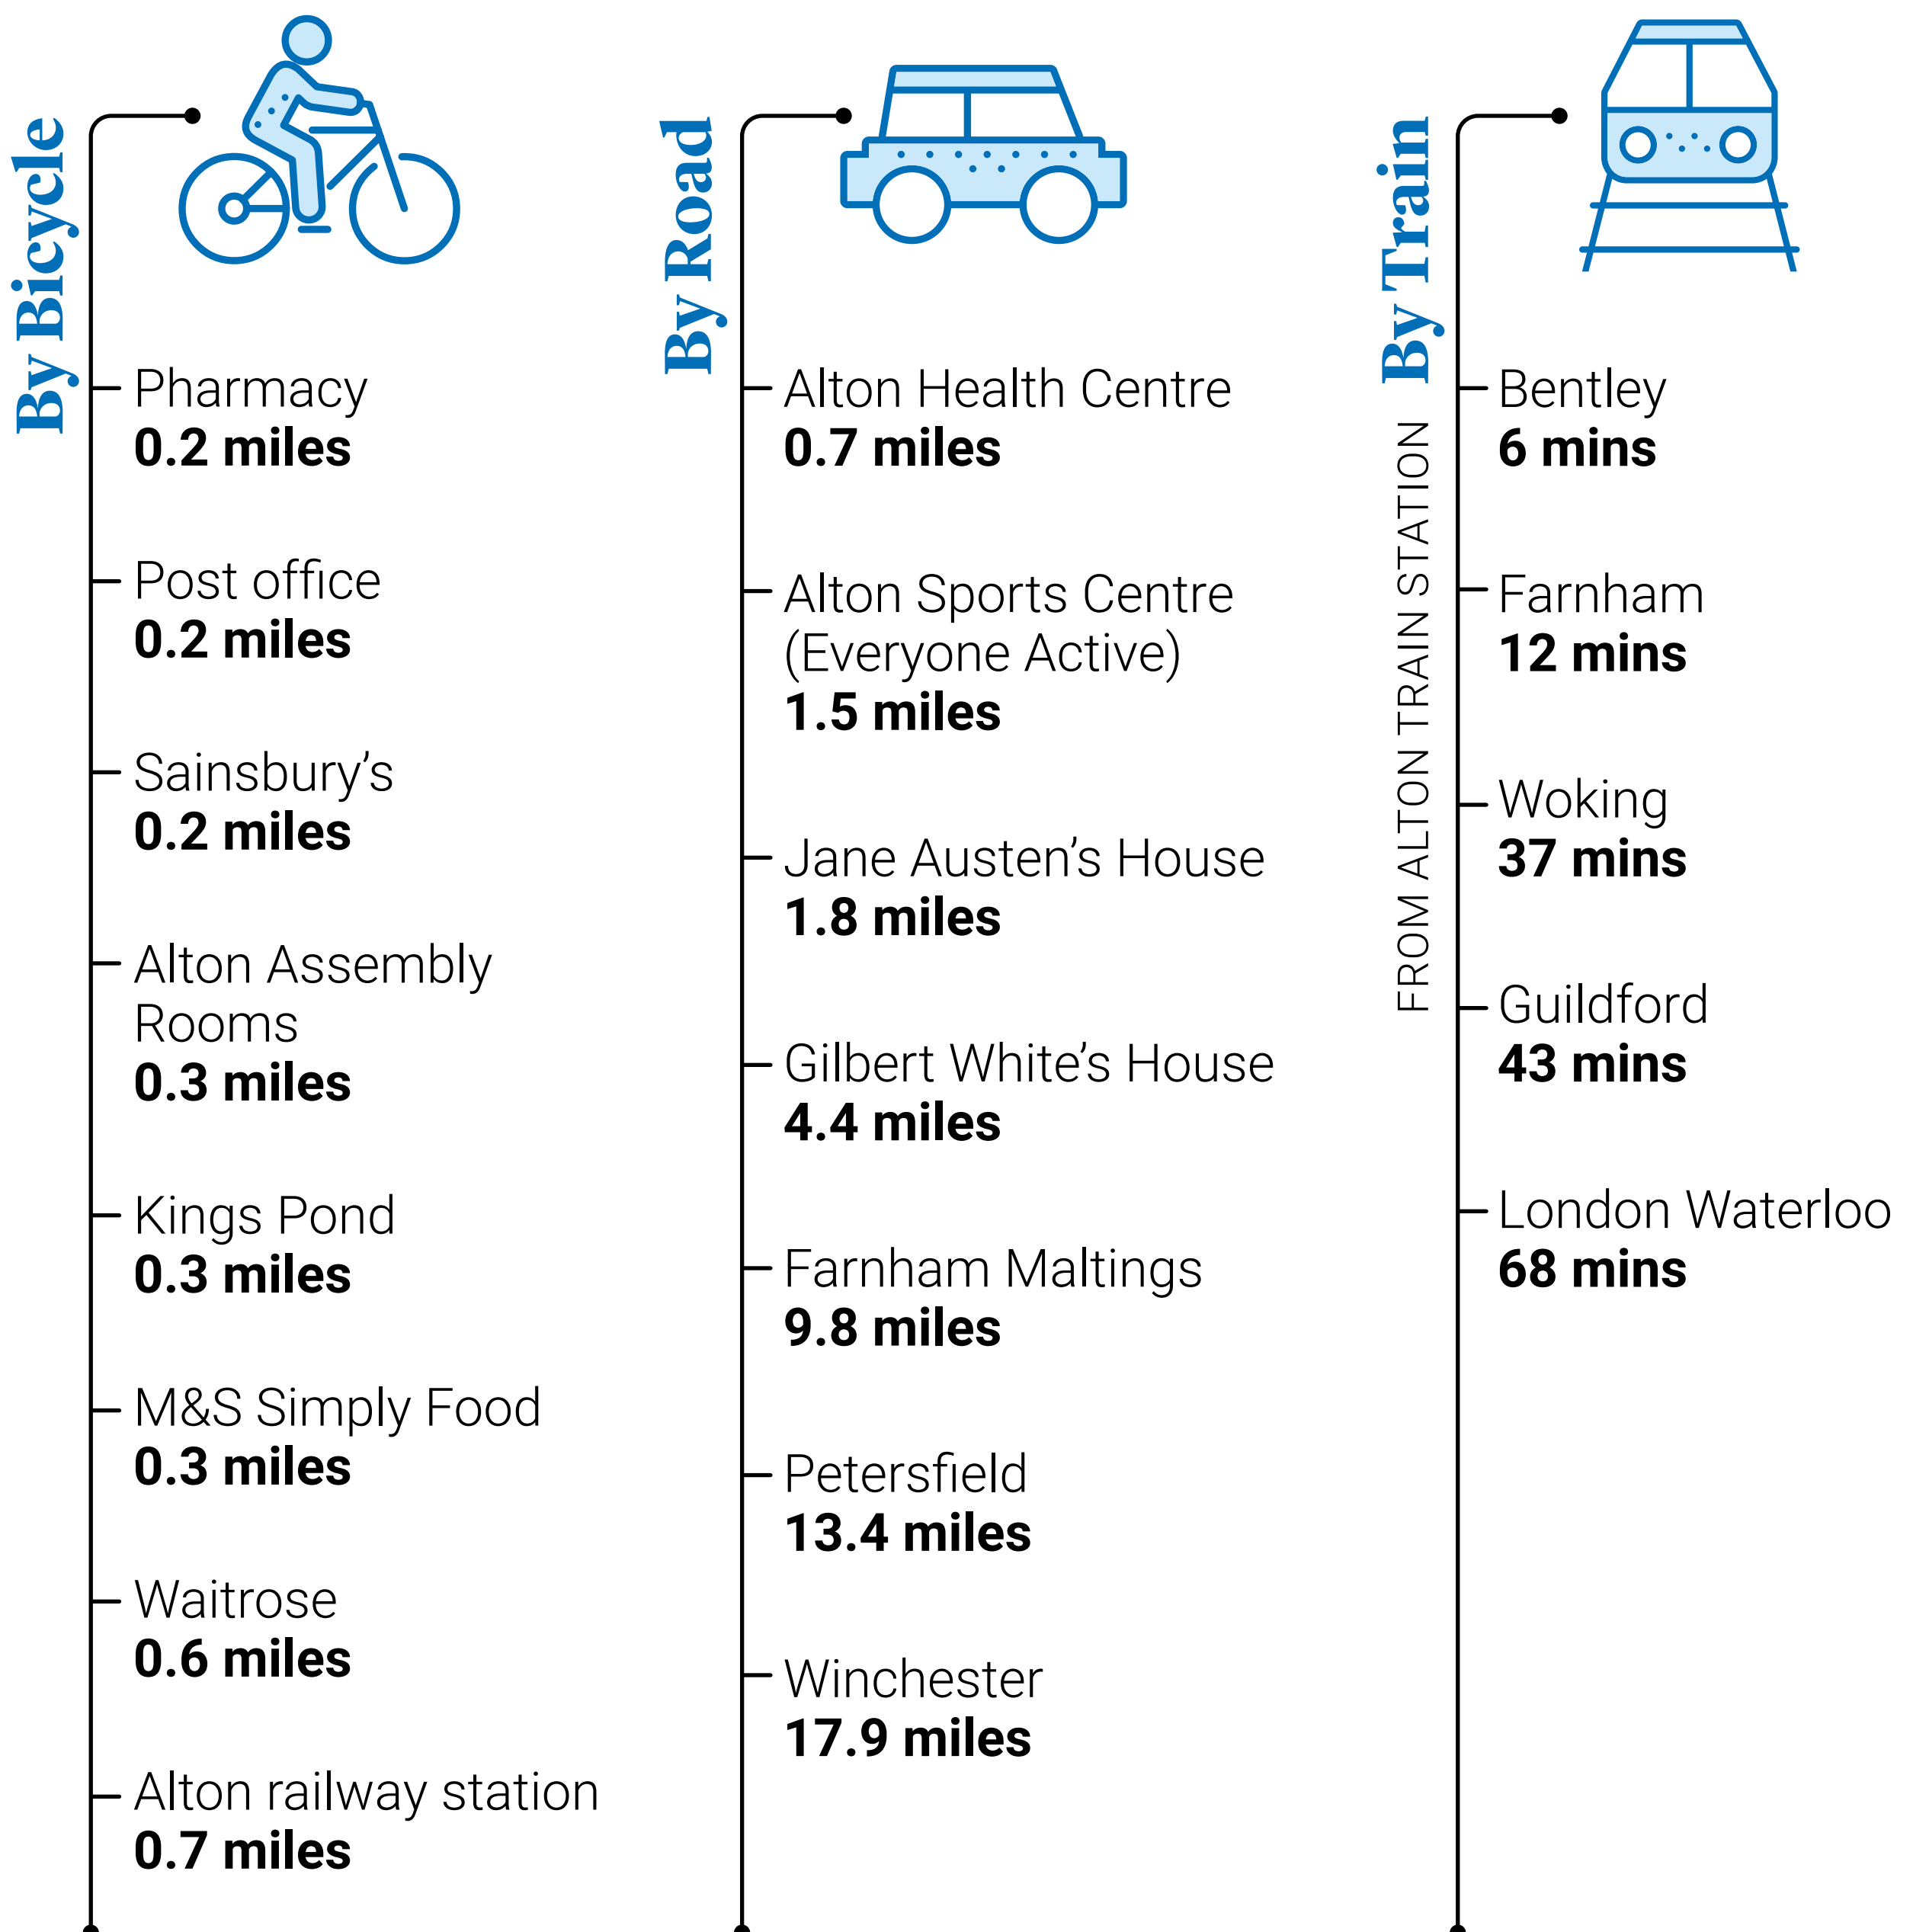 By Bicycle
Pharmacy
0.2 miles
Post office
0.2 miles
Sainsbury’s
0.2 miles
Alton Assembly
Rooms
0.3 miles
Kings Pond
0.3 miles
M&S Simply Food
0.3 miles
Waitrose
0.6 miles
Alton railway station
0.7 miles
By Road
Alton Health Centre
0.7 miles
Alton Sports Centre
(Everyone Active)
1.5 miles
Jane Austen’s House
1.8 miles
Gilbert White’s House
4.4 miles
Farnham Maltings
9.8 miles
Petersfield
13.4 miles
Winchester
17.9 miles
By Train
FROM ALTON TRAIN STATION
Bentley
6 mins
Farnham
12 mins
Woking
37 mins
Guildford
43 mins
London Waterloo
68 mins